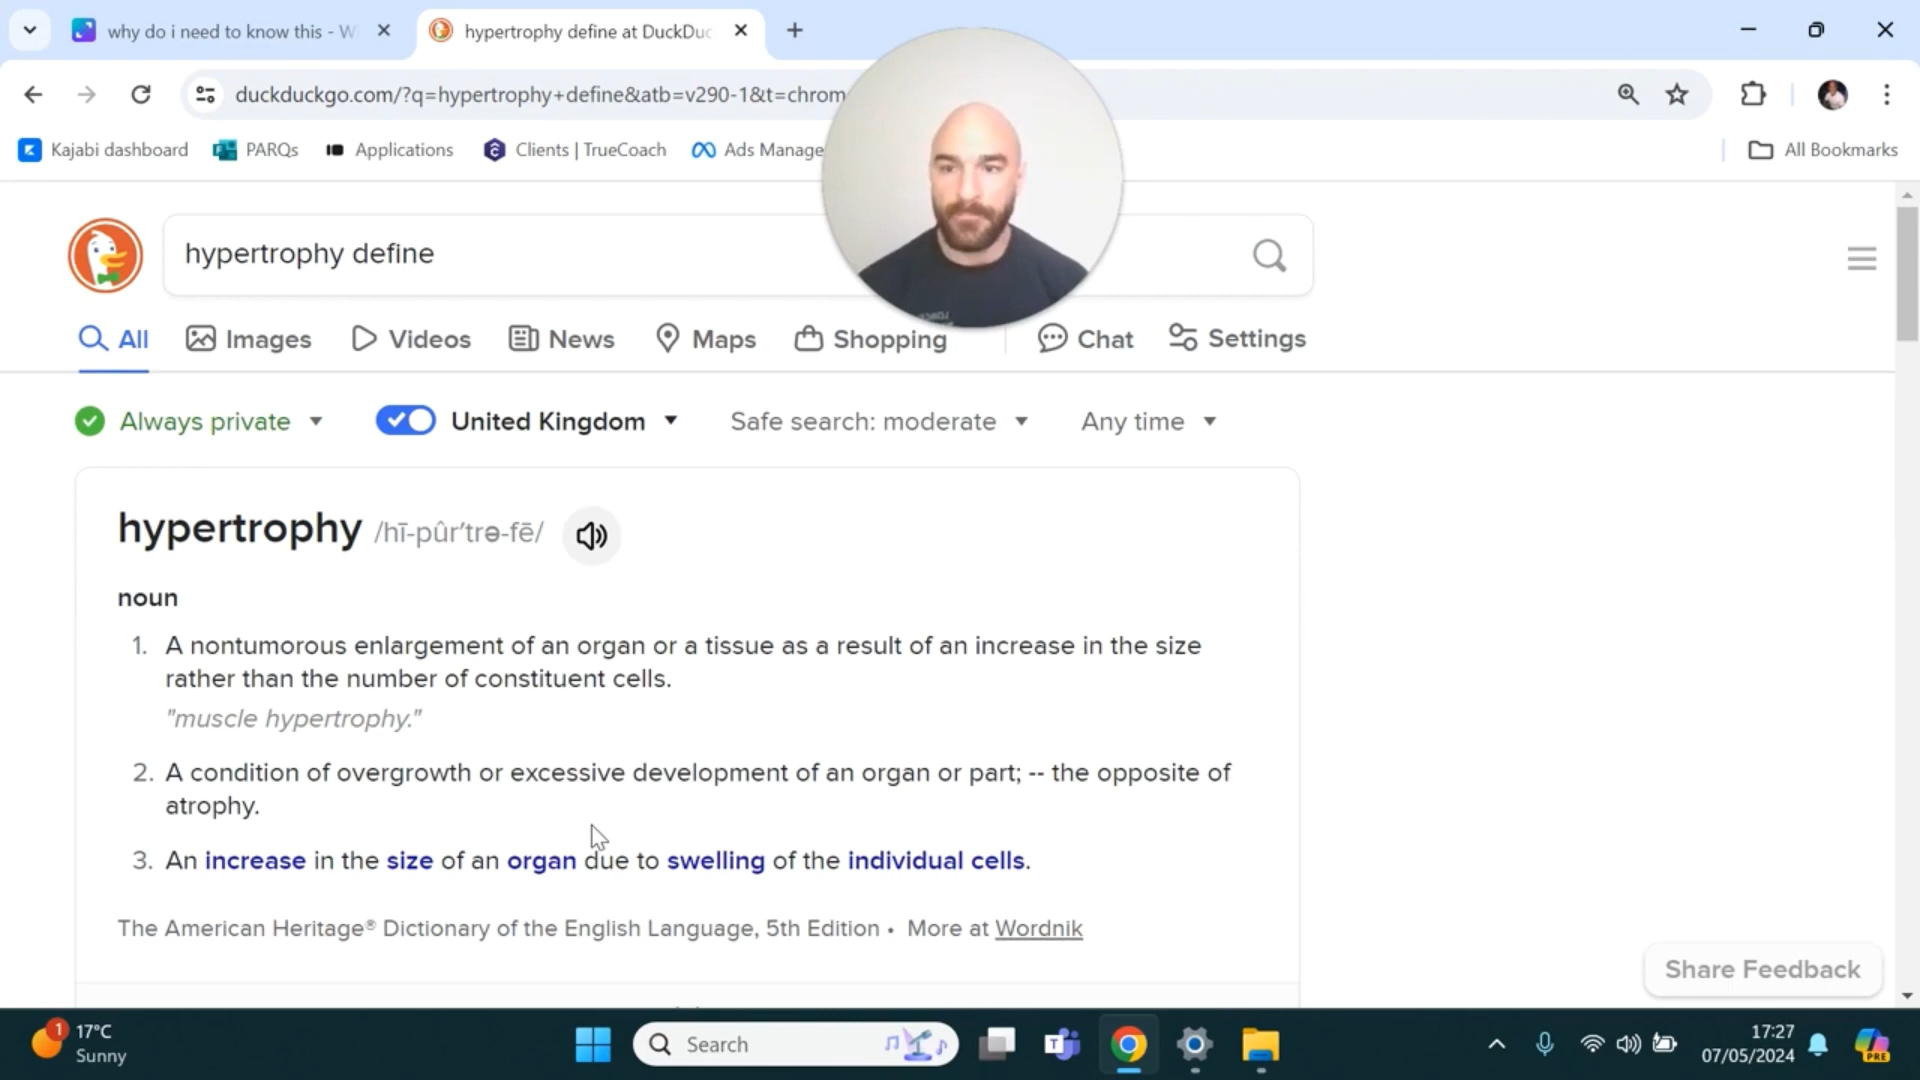 why do i need to know this - W
hypertrophy define at DuckDuc
duckduckgo.com/?q=hypertrophy+define&atb=v290-1&t=chrom
Kajabi dashboard
PARQs
Applications
Clients | TrueCoach
Ads Manage
All Bookmarks
hypertrophy define
All
Images
Videos
News
Maps
Shopping
Chat
Settings
Always private
United Kingdom
Safe search: moderate
Any time
hypertrophy /hī-pûr′trə-fē/
noun
1. A nontumorous enlargement of an organ or a tissue as a result of an increase in the size
rather than the number of constituent cells.
"muscle hypertrophy."
2. A condition of overgrowth or excessive development of an organ or part; -- the opposite of
atrophy.
3. An increase in the size of an organ due to swelling of the individual cells.
The American Heritage® Dictionary of the English Language, 5th Edition • More at Wordnik
Share Feedback
1
17°C
Sunny
Search
17:27
07/05/2024
PRE